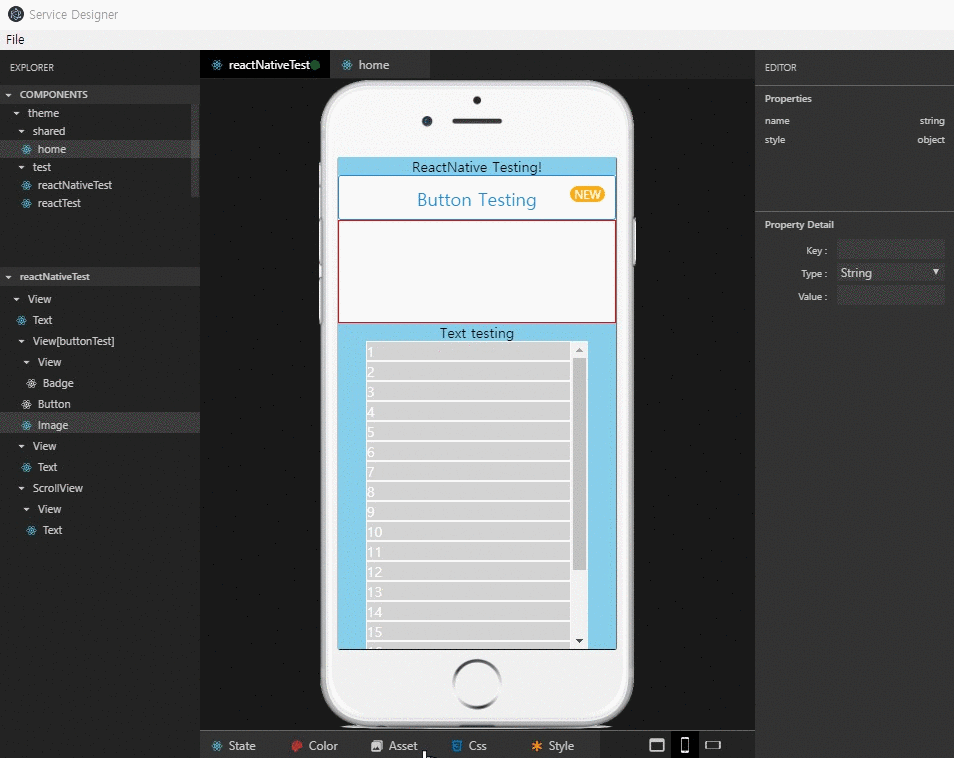 Service Designer
File
EXPLORER
COMPONENTS
theme
shared
home
test
reactNativeTest
reactTest
reactNativeTest
View
Text
View[buttonTest]
View
Badge
Button
Image
View
Text
ScrollView
View
Text
reactNativeTest
home
ReactNative Testing!
Button Testing
NEW
Text testing
1
2
3
4
5
6
7
8
9
10
11
12
13
14
15
State
Color
Asset
Css
Style
EDITOR
Properties
name string
style object
Property Detail
Key :
Type : String
Value :